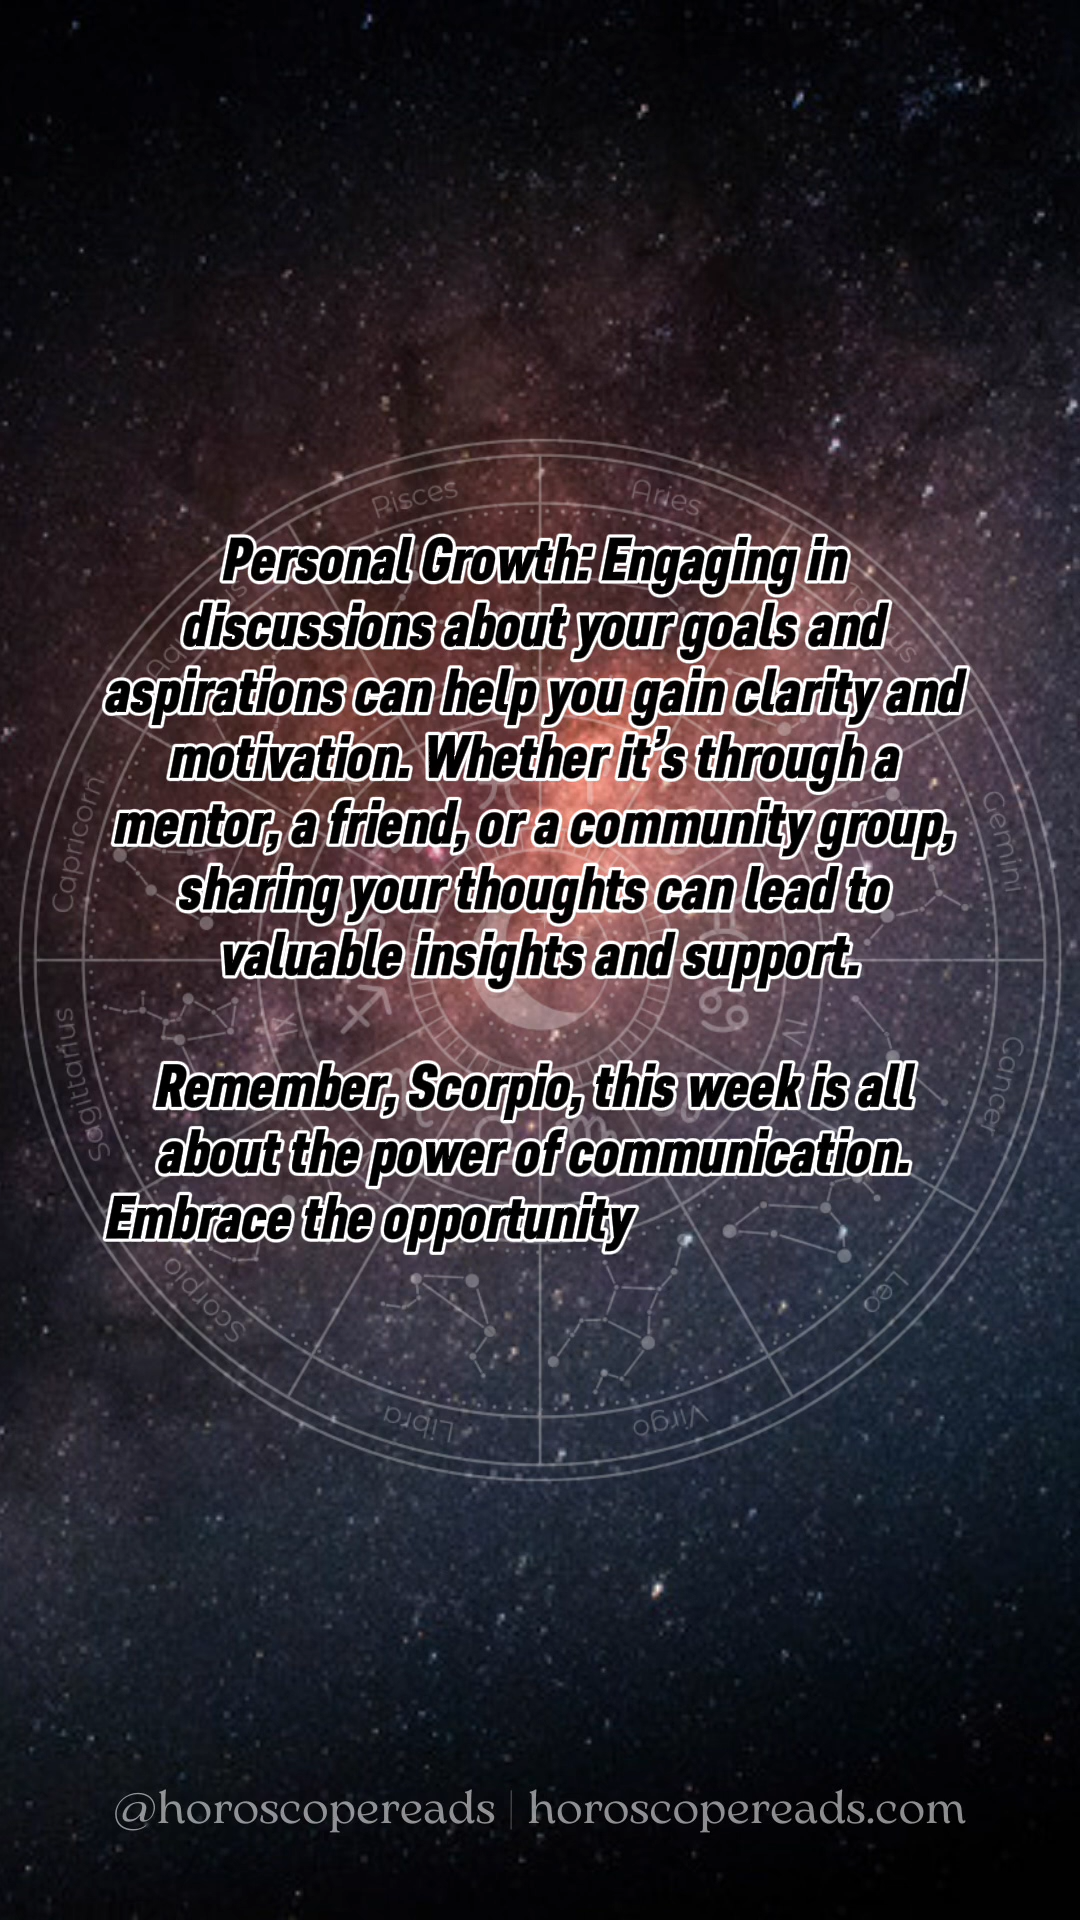 Pisces
Aries
Personal Growth: Engaging in
discussions about your goals and
aspirations can help you gain clarity and
motivation. Whether it’s through a
mentor, a friend, or a community group,
sharing your thoughts can lead to
valuable insights and support.
Capricorn
Gemini
Sagittarius
IX
IV
Cancer
Remember, Scorpio, this week is all
about the power of communication.
Embrace the opportunity
Scorpio
Leo
Libra
Virgo
@horoscopereads | horoscopereads.com